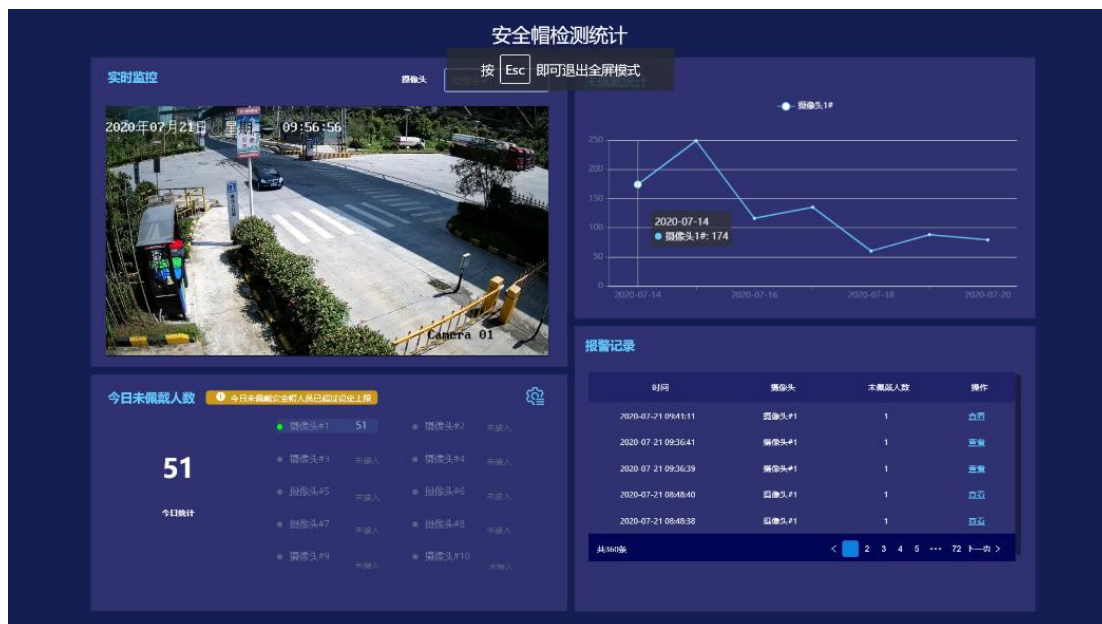 安全帽检测统计
按 Esc 即可退出全屏模式
实时监控
摄像头
2020年07月21日 星期二 09:56:56
Camera 01
摄像头1#
250
200
150
100
50
0
2020-07-14
摄像头1#: 174
2020-07-14 2020-07-16 2020-07-18 2020-07-20
今日未佩戴人数
今日未佩戴安全帽人员已超过设定上限
51
今日统计
摄像头#1 51 摄像头#2 未接入
摄像头#3 未接入 摄像头#4 未接入
摄像头#5 未接入 摄像头#6 未接入
摄像头#7 未接入 摄像头#8 未接入
摄像头#9 未接入 摄像头#10 未接入
报警记录
时间 摄像头 未佩戴人数 操作
2020-07-21 09:41:11 摄像头#1 1 查看
2020-07-21 09:36:41 摄像头#1 1 查看
2020-07-21 09:36:39 摄像头#1 1 查看
2020-07-21 08:48:40 摄像头#1 1 查看
2020-07-21 08:48:38 摄像头#1 1 查看
共360条 < 2 3 4 5 ··· 72 下一页 >